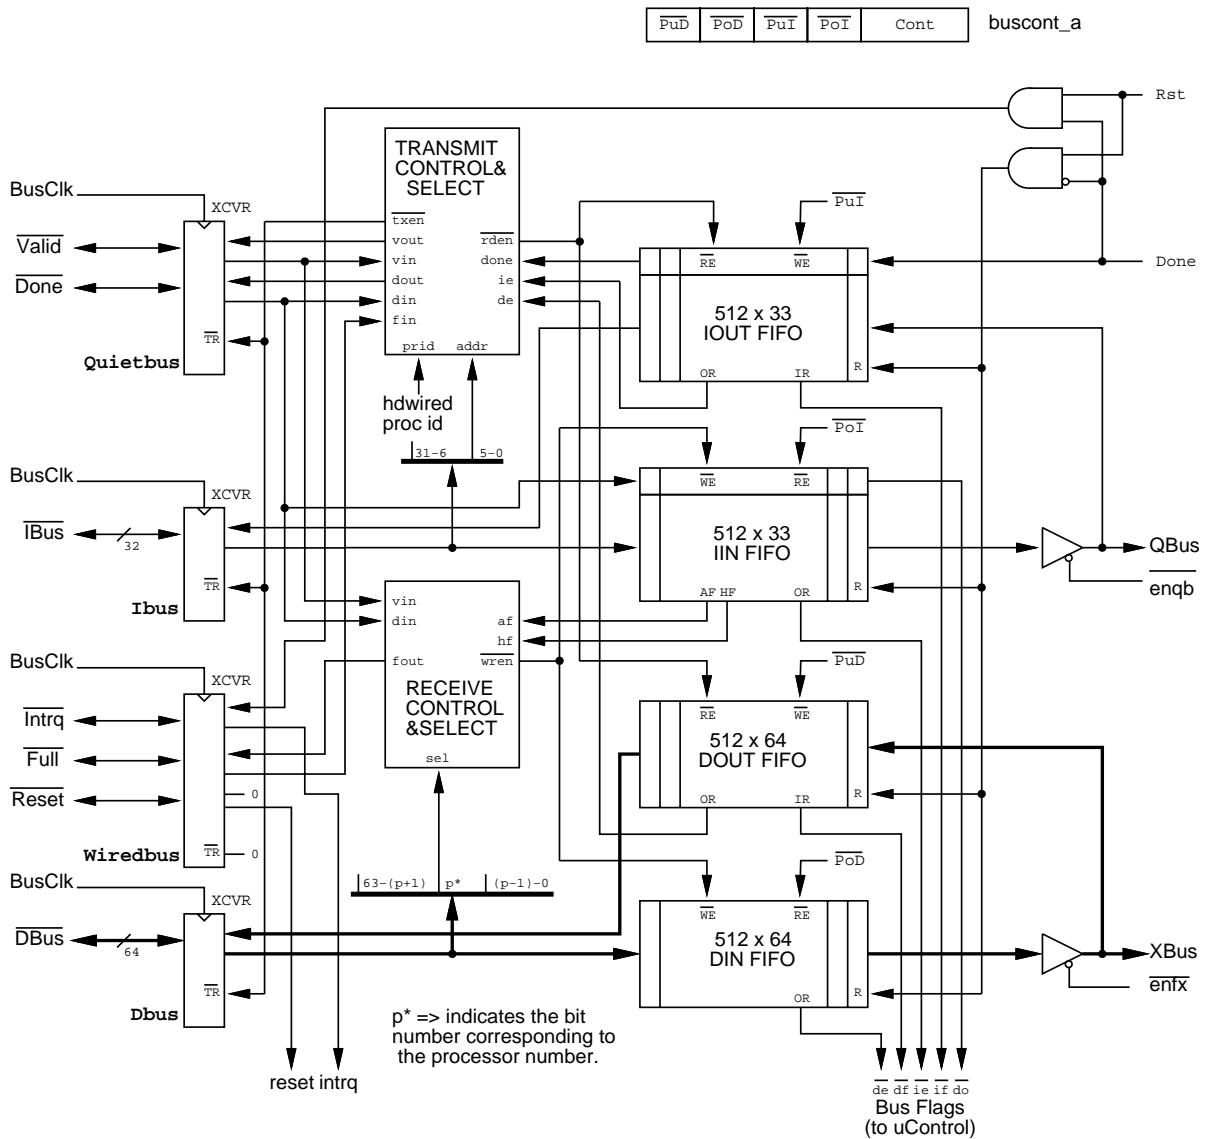 PuD PoD PuI PoI Cont buscont_a
Rst
TRANSMIT
CONTROL&
SELECT
BusClk
XCVR
PuI
txen
Valid
vout
rden
vin
done
RE
WE
Done
Done
dout
ie
din
de
512 x 33
IOUT FIFO
fin
TR
Quietbus
prid
addr
OR
IR
R
hdwired
proc id
PoI
31-6
5-0
BusClk
XCVR
WE
RE
IBus
32
512 x 33
IIN FIFO
QBus
TR
Ibus
AF HF
OR
R
enqb
vin
din
af
hf
BusClk
XCVR
fout
wren
PuD
RECEIVE
CONTROL
&SELECT
Intrq
RE
WE
Full
512 x 64
DOUT FIFO
sel
Reset
0
OR
IR
R
Wiredbus
TR
0
PoD
BusClk
XCVR
63-(p+1)
p*
(p-1)-0
WE
RE
DBus
64
512 x 64
DIN FIFO
XBus
TR
Dbus
OR
R
enfx
p* => indicates the bit
number corresponding to
the processor number.
reset intrq
de df ie if do
Bus Flags
(to uControl)